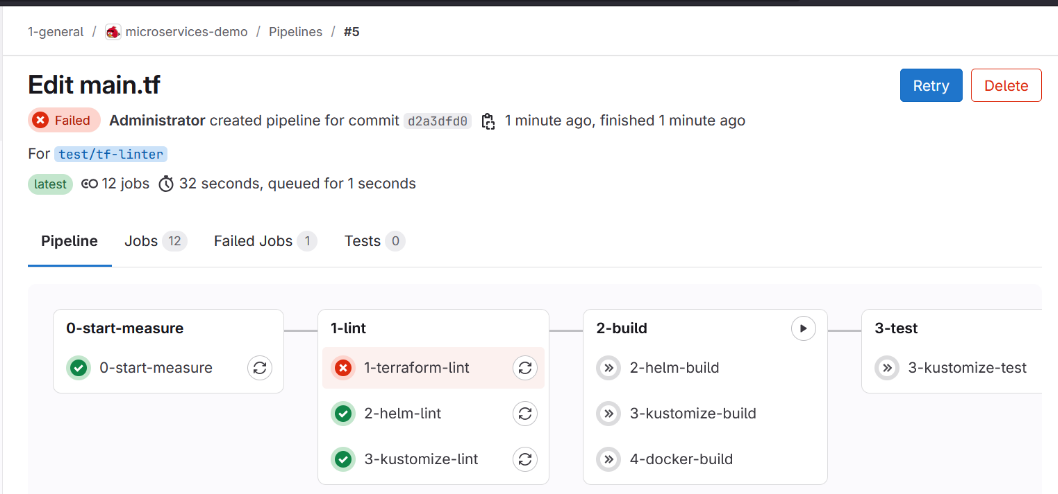 1-general / microservices-demo / Pipelines / #5
Edit main.tf
Retry
Delete
Failed Administrator created pipeline for commit d2a3dfd0 1 minute ago, finished 1 minute ago
For test/tf-linter
latest 12 jobs 32 seconds, queued for 1 seconds
Pipeline Jobs 12 Failed Jobs 1 Tests 0
0-start-measure
0-start-measure
1-lint
1-terraform-lint
2-helm-lint
3-kustomize-lint
2-build
2-helm-build
3-kustomize-build
4-docker-build
3-test
3-kustomize-test